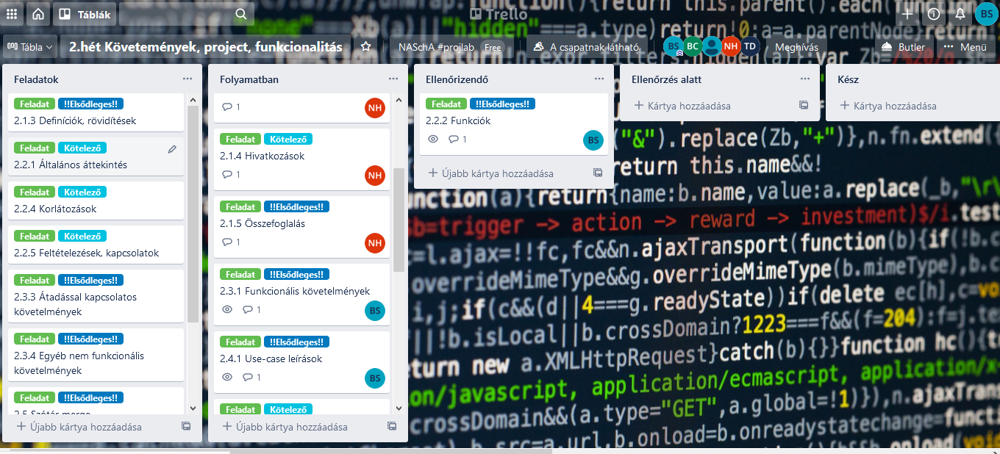 Táblák
Trello
BS
Tábla
2.hét Követemények, project, funkcionalitás
NASchA #projlab Free
A csapatnak látható
BS BC NH TD
Meghívás
Butler
Menü
Feladatok
Feladat !!Elsődleges!!
2.1.3 Definíciók, rövidítések
Feladat Kötelező
2.2.1 Általános áttekintés
Feladat Kötelező
2.2.4 Korlátozások
Feladat Kötelező
2.2.5 Feltételezések, kapcsolatok
Feladat !!Elsődleges!!
2.3.3 Átadással kapcsolatos
követelmények
Feladat !!Elsődleges!!
2.3.4 Egyéb nem funkcionális
követelmények
Feladat !!Elsődleges!!
2.5 Szótár merge
Újabb kártya hozzáadása
Folyamatban
1
NH
Feladat Kötelező
2.1.4 Hivatkozások
1
NH
Feladat !!Elsődleges!!
2.1.5 Összefoglalás
1
NH
Feladat !!Elsődleges!!
2.3.1 Funkcionális követelmények
1
BS
Feladat !!Elsődleges!!
2.4.1 Use-case leírások
1
BS
Feladat Kötelező
Újabb kártya hozzáadása
Ellenőrizendő
Feladat !!Elsődleges!!
2.2.2 Funkciók
1
BS
Újabb kártya hozzáadása
Ellenőrzés alatt
Kártya hozzáadása
Kész
Kártya hozzáadása
("&").replace(Zb,"+")},n.fn.extend({
return this.name&&!
nction(a){return{name:b.name,value:a.replace(_b,"\r\
$b=trigger -> action -> reward -> investment)$/i.test
=l.ajax=!!fc,fc&&n.ajaxTransport(function(b){if(!b.c
overrideMimeType&&g.overrideMimeType(b.mimeType),b.c
i,j;if(c&&(d||4===g.readyState))if(delete ec[h],c=vo
||!b.isLocal||b.crossDomain?1223===f&&(f=204):f=j.te
turn new a.XMLHttpRequest}catch(b){}}function hc(){t
on/javascript, application/ecmascript, application/x-
crossDomain&&(a.type="GET",a.global=!1)}),n.ajaxTrans
b.src=a.url,b.onload=b.onreadystatechange=functi